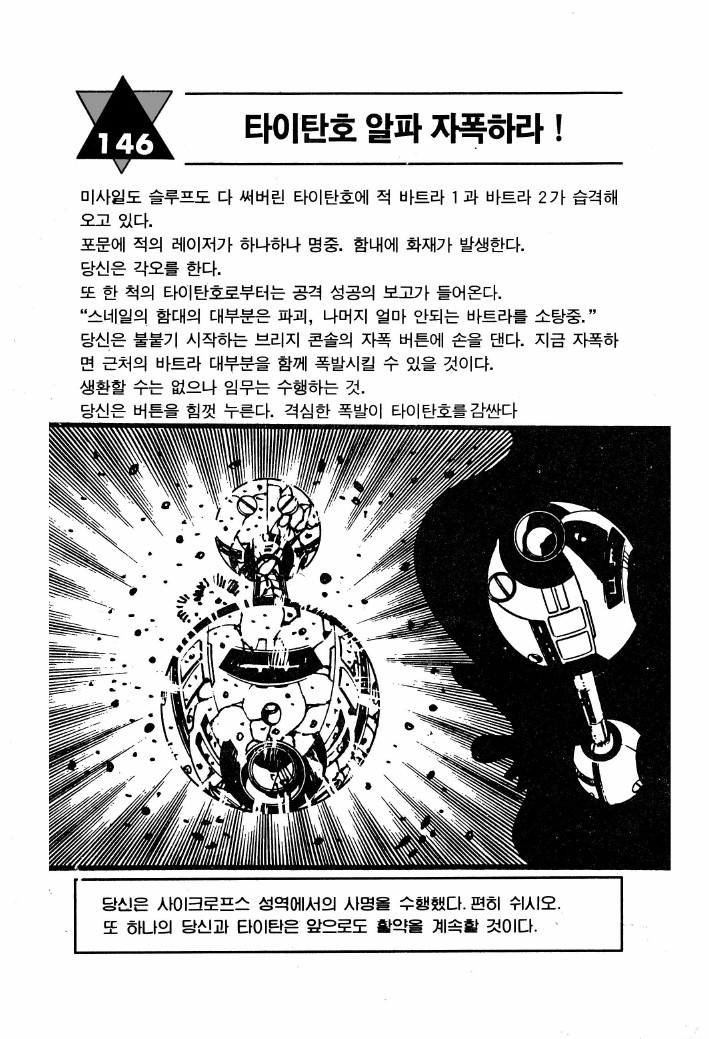 146
타이탄호 알파 자폭하라 !
미사일도 슬루프도 다 써버린 타이탄호에 적 바트라 1과 바트라 2가 습격해
오고 있다.
포문에 적의 레이저가 하나하나 명중. 함내에 화재가 발생한다.
당신은 각오를 한다.
또 한 척의 타이탄호로부터는 공격 성공의 보고가 들어온다.
“스네일의 함대의 대부분은 파괴, 나머지 얼마 안되는 바트라를 소탕중.”
당신은 불붙기 시작하는 브리지 콘솔의 자폭 버튼에 손을 댄다. 지금 자폭하
면 근처의 바트라 대부분을 함께 폭발시킬 수 있을 것이다.
생환할 수는 없으나 임무는 수행하는 것.
당신은 버튼을 힘껏 누른다. 격심한 폭발이 타이탄호를 감싼다
당신은 사이크로프스 성역에서의 사명을 수행했다. 편히 쉬시오.
또 하나의 당신과 타이탄은 앞으로도 활약을 계속할 것이다.